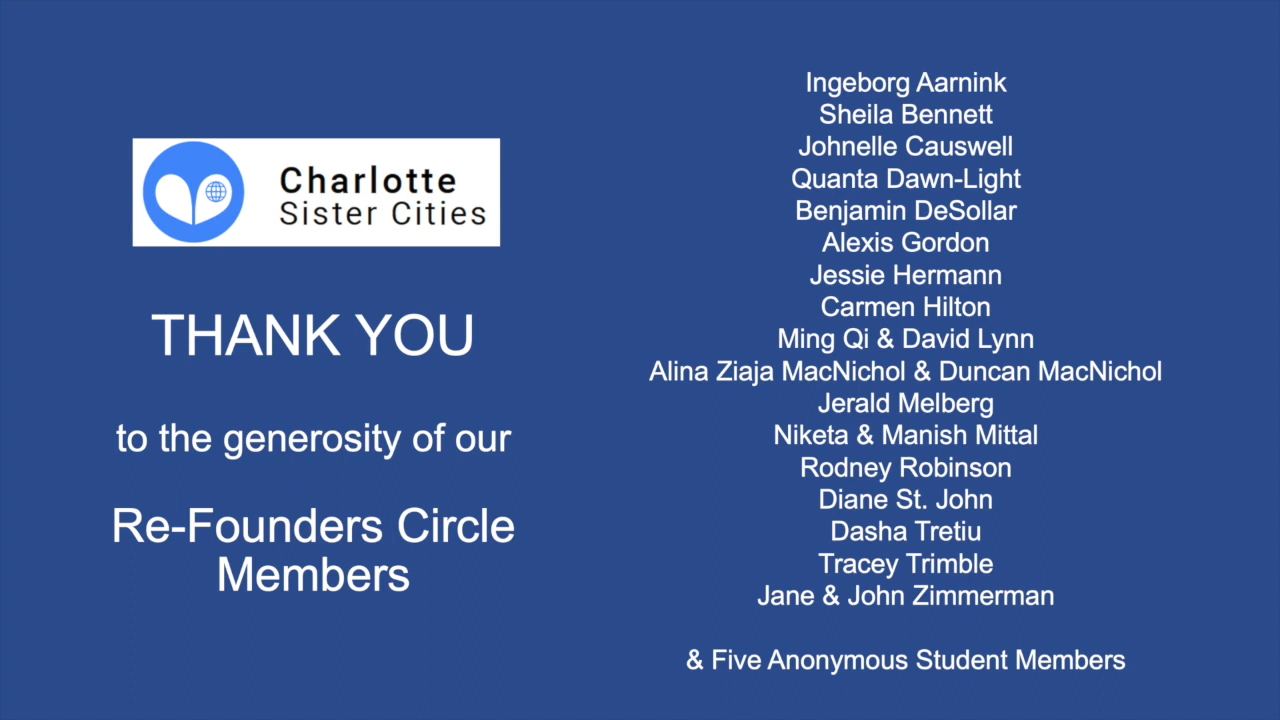 Charlotte
Sister Cities
THANK YOU
to the generosity of our
Re-Founders Circle
Members
Ingeborg Aarnink
Sheila Bennett
Johnelle Causwell
Quanta Dawn-Light
Benjamin DeSollar
Alexis Gordon
Jessie Hermann
Carmen Hilton
Ming Qi & David Lynn
Alina Ziaja MacNichol & Duncan MacNichol
Jerald Melberg
Niketa & Manish Mittal
Rodney Robinson
Diane St. John
Dasha Tretiu
Tracey Trimble
Jane & John Zimmerman
& Five Anonymous Student Members